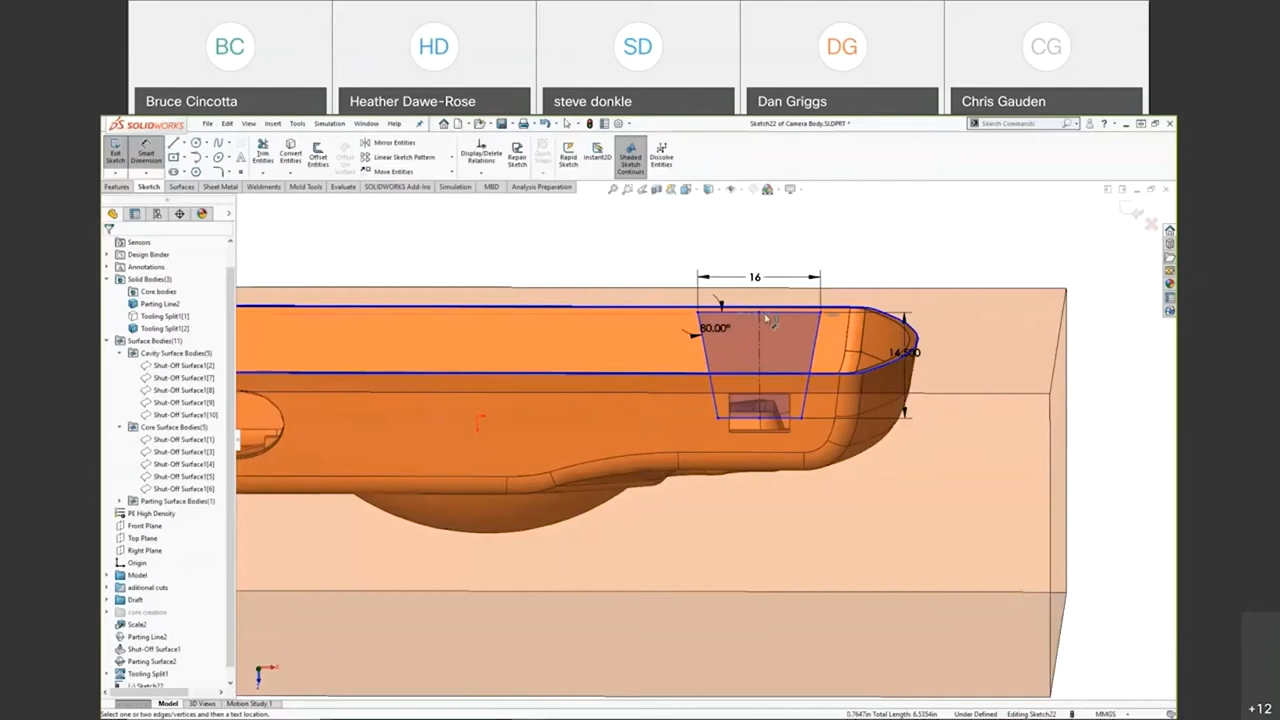 BC
HD
SD
DG
CG
Bruce Cincotta
Heather Dawe-Rose
steve donkle
Dan Griggs
Chris Gauden
SOLIDWORKS
File Edit View Insert Tools Simulation Window Help
Sketch22 of Camera Body.SLDPRT *
Search Commands
Exit Sketch
Smart Dimension
Trim Entities
Convert Entities
Offset Entities
Mirror Entities
Linear Sketch Pattern
Move Entities
Display/Delete Relations
Repair Sketch
Rapid Sketch
Instant2D
Shaded Sketch Contours
Dissolve Entities
Features Sketch Surfaces Sheet Metal Weldments Mold Tools Evaluate SOLIDWORKS Add-Ins Simulation MBD Analysis Preparation
Sensors
Design Binder
Annotations
Solid Bodies(3)
Core bodies
Parting Line2
Tooling Split1[1]
Tooling Split1[2]
Surface Bodies(11)
Cavity Surface Bodies(5)
Shut-Off Surface1[2]
Shut-Off Surface1[7]
Shut-Off Surface1[8]
Shut-Off Surface1[9]
Shut-Off Surface1[10]
Core Surface Bodies(5)
Shut-Off Surface1[1]
Shut-Off Surface1[3]
Shut-Off Surface1[4]
Shut-Off Surface1[5]
Shut-Off Surface1[6]
Parting Surface Bodies(1)
PE High Density
Front Plane
Top Plane
Right Plane
Origin
Model
aditional cuts
Draft
core creation
Scale2
Parting Line2
Shut-Off Surface1
Parting Surface2
Tooling Split1
(-) Sketch22
16
80.00°
14.500
Model 3D Views Motion Study 1
Select one or two edges/vertices and then a text location.
0.7647in Total Length: 6.5354in Under Defined Editing Sketch22 MMGS
+12